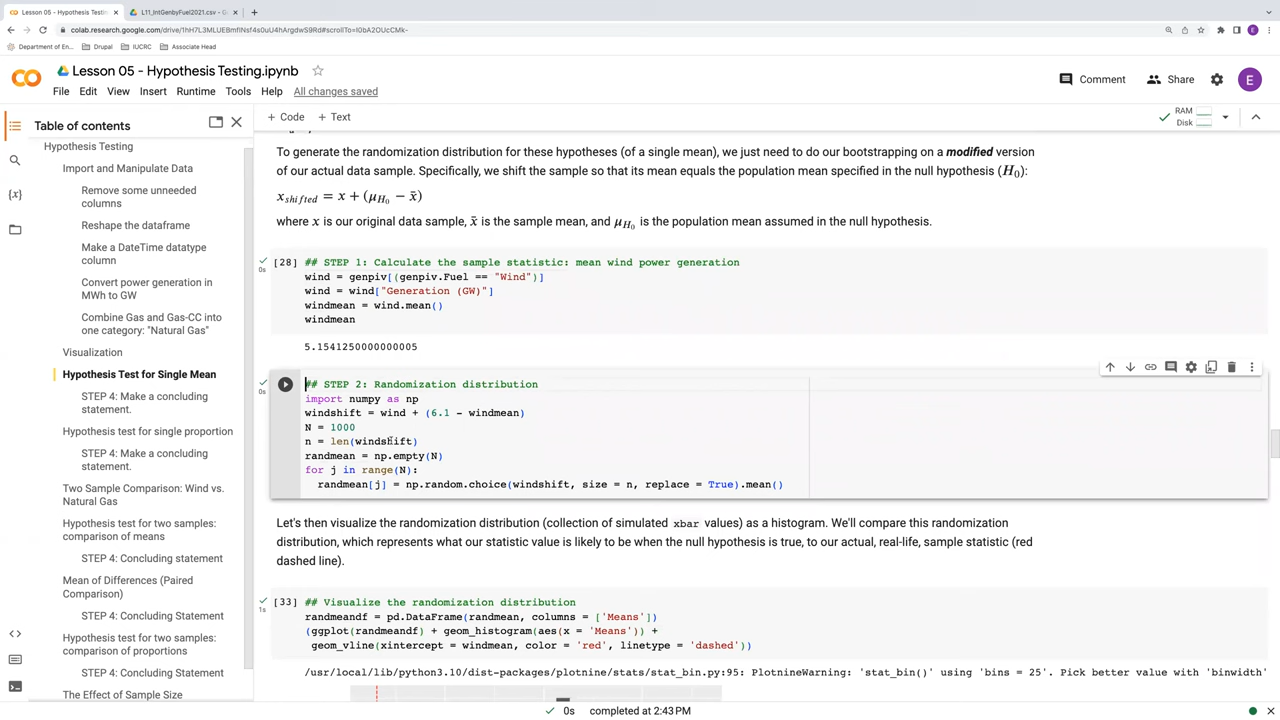 Lesson 05 - Hypothesis Testing
L11_IntGenbyFuel2021.csv - G
colab.research.google.com/drive/1hH7L3MLUEBmflNsf4s0uU4hArgdwS9Rd#scrollTo=I0bA2OUcCMk-
Department of En...
Drupal
IUCRC
Associate Head
Lesson 05 - Hypothesis Testing.ipynb
Comment
Share
E
File Edit View Insert Runtime Tools Help All changes saved
+ Code + Text
RAM
Disk
Table of contents
Hypothesis Testing
Import and Manipulate Data
Remove some unneeded
columns
Reshape the dataframe
Make a DateTime datatype
column
Convert power generation in
MWh to GW
Combine Gas and Gas-CC into
one category: "Natural Gas"
Visualization
Hypothesis Test for Single Mean
STEP 4: Make a concluding
statement.
Hypothesis test for single proportion
STEP 4: Make a concluding
statement.
Two Sample Comparison: Wind vs.
Natural Gas
Hypothesis test for two samples:
comparison of means
STEP 4: Concluding statement
Mean of Differences (Paired
Comparison)
STEP 4: Concluding Statement
Hypothesis test for two samples:
comparison of proportions
STEP 4: Concluding Statement
The Effect of Sample Size
To generate the randomization distribution for these hypotheses (of a single mean), we just need to do our bootstrapping on a modified version
of our actual data sample. Specifically, we shift the sample so that its mean equals the population mean specified in the null hypothesis (H₀):
x_shifted = x + (μ_H₀ − x̄)
where x is our original data sample, x̄ is the sample mean, and μ_H₀ is the population mean assumed in the null hypothesis.
[28] ## STEP 1: Calculate the sample statistic: mean wind power generation
0s
wind = genpiv[(genpiv.Fuel == "Wind")]
wind = wind["Generation (GW)"]
windmean = wind.mean()
windmean
5.1541250000000005
## STEP 2: Randomization distribution
0s
import numpy as np
windshift = wind + (6.1 - windmean)
N = 1000
n = len(windshift)
randmean = np.empty(N)
for j in range(N):
randmean[j] = np.random.choice(windshift, size = n, replace = True).mean()
Let's then visualize the randomization distribution (collection of simulated xbar values) as a histogram. We'll compare this randomization
distribution, which represents what our statistic value is likely to be when the null hypothesis is true, to our actual, real-life, sample statistic (red
dashed line).
[33] ## Visualize the randomization distribution
1s
randmeandf = pd.DataFrame(randmean, columns = ['Means'])
(ggplot(randmeandf) + geom_histogram(aes(x = 'Means')) +
geom_vline(xintercept = windmean, color = 'red', linetype = 'dashed'))
/usr/local/lib/python3.10/dist-packages/plotnine/stats/stat_bin.py:95: PlotnineWarning: 'stat_bin()' using 'bins = 25'. Pick better value with 'binwidth'
0s completed at 2:43 PM